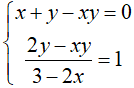 x + y − xy = 0
(2y − xy)/(3 − 2x) = 1